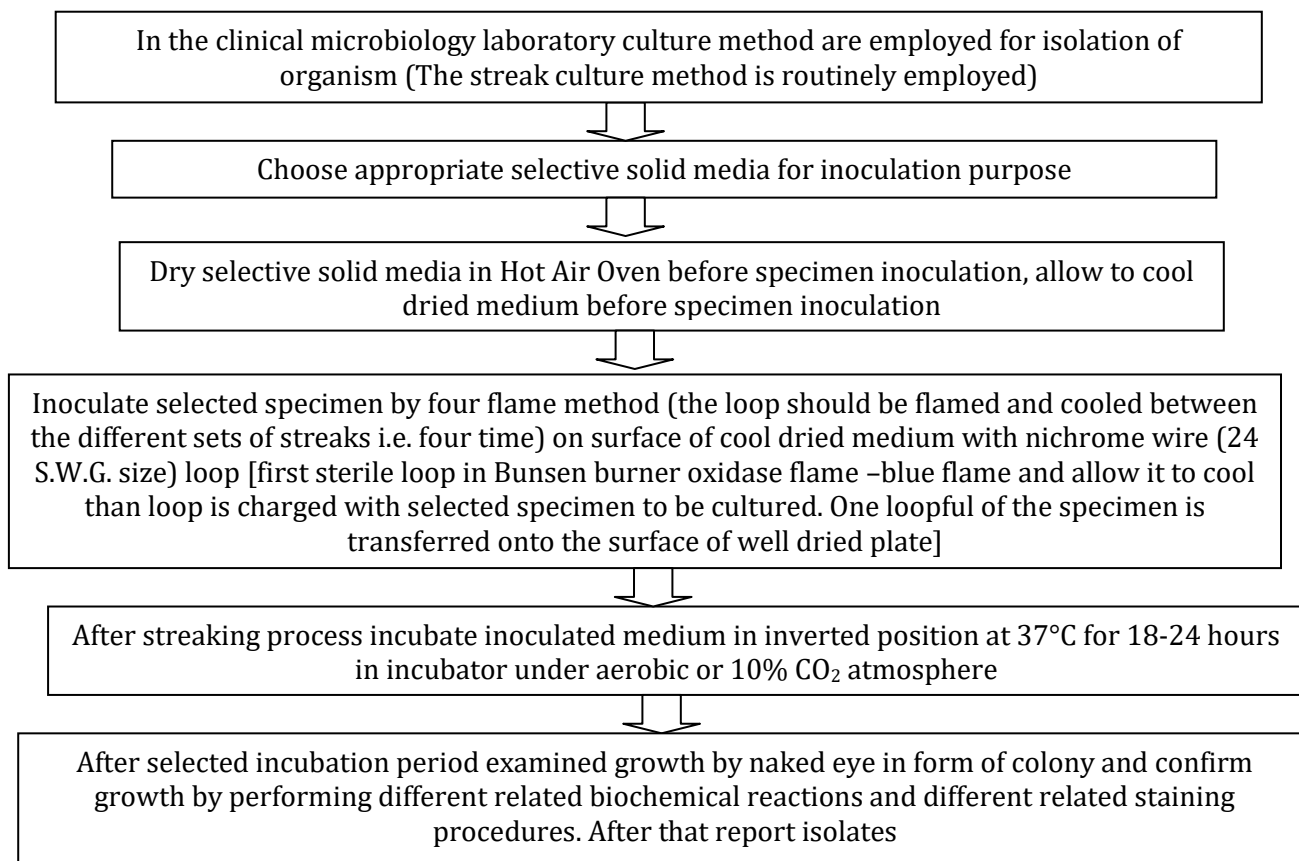 In the clinical microbiology laboratory culture method are employed for isolation of
organism (The streak culture method is routinely employed)
Choose appropriate selective solid media for inoculation purpose
Dry selective solid media in Hot Air Oven before specimen inoculation, allow to cool
dried medium before specimen inoculation
Inoculate selected specimen by four flame method (the loop should be flamed and cooled between
the different sets of streaks i.e. four time) on surface of cool dried medium with nichrome wire (24
S.W.G. size) loop [first sterile loop in Bunsen burner oxidase flame –blue flame and allow it to cool
than loop is charged with selected specimen to be cultured. One loopful of the specimen is
transferred onto the surface of well dried plate]
After streaking process incubate inoculated medium in inverted position at 37°C for 18-24 hours
in incubator under aerobic or 10% CO₂ atmosphere
After selected incubation period examined growth by naked eye in form of colony and confirm
growth by performing different related biochemical reactions and different related staining
procedures. After that report isolates